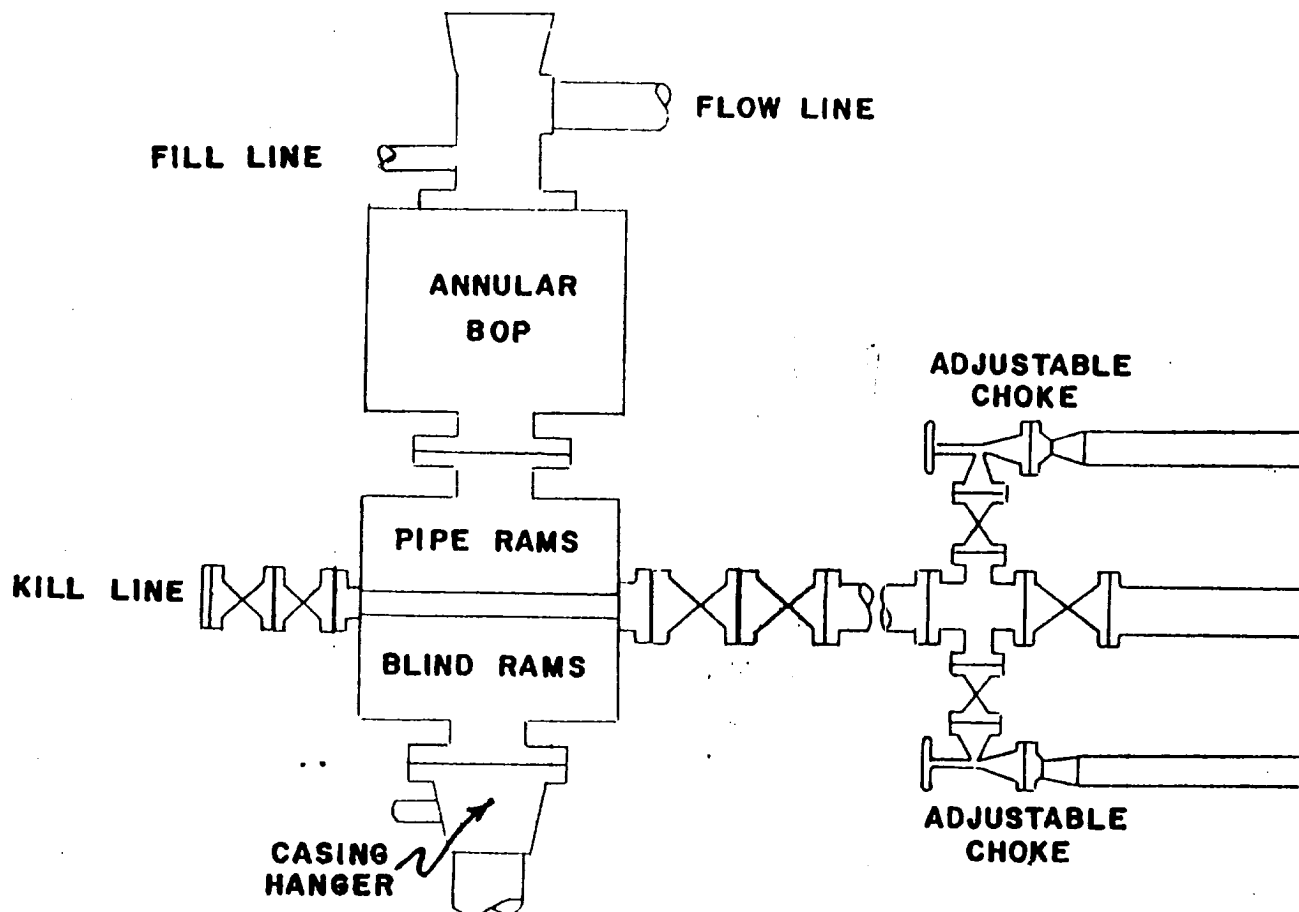 FLOW LINE
FILL LINE
ANNULAR
BOP
ADJUSTABLE
CHOKE
PIPE RAMS
KILL LINE
BLIND RAMS
CASING
HANGER
ADJUSTABLE
CHOKE